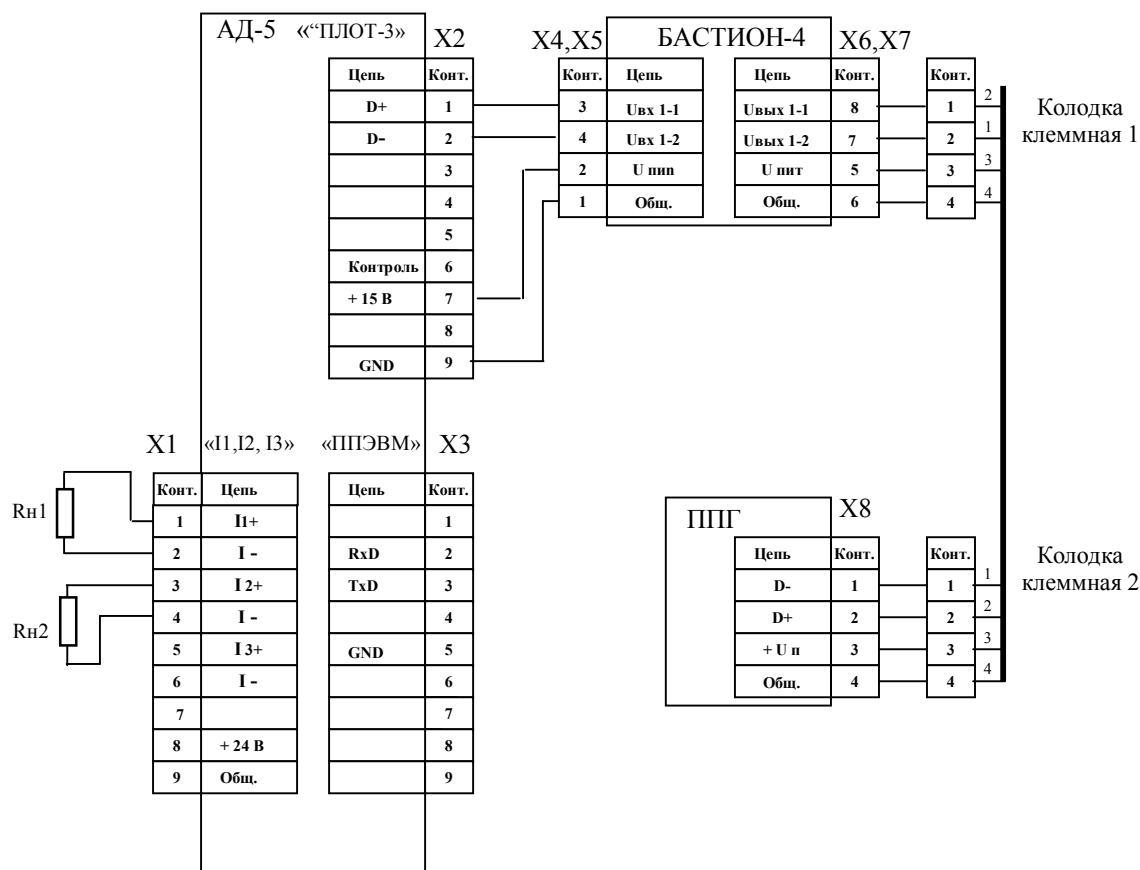 АД-5 «“ПЛОТ-3»
X2
Цепь Конт.
D+ 1
D- 2
3
4
5
Контроль 6
+ 15 В 7
8
GND 9
X4,X5 БАСТИОН-4 X6,X7
Конт. Цепь Цепь Конт.
3 Uвх 1-1 Uвых 1-1 8
4 Uвх 1-2 Uвых 1-2 7
2 U пип U пит 5
1 Общ. Общ. 6
Конт.
1 2
2 1
3 3
4 4
Колодка
клеммная 1
X1 «I1,I2, I3»
Конт. Цепь
1 I1+
2 I -
3 I 2+
4 I -
5 I 3+
6 I -
7
8 + 24 В
9 Общ.
Rн1
Rн2
«ППЭВМ» X3
Цепь Конт.
1
RxD 2
TxD 3
4
GND 5
6
7
8
9
ППГ X8
Цепь Конт.
D- 1
D+ 2
+ U п 3
Общ. 4
Конт.
1 1
2 2
3 3
4 4
Колодка
клеммная 2